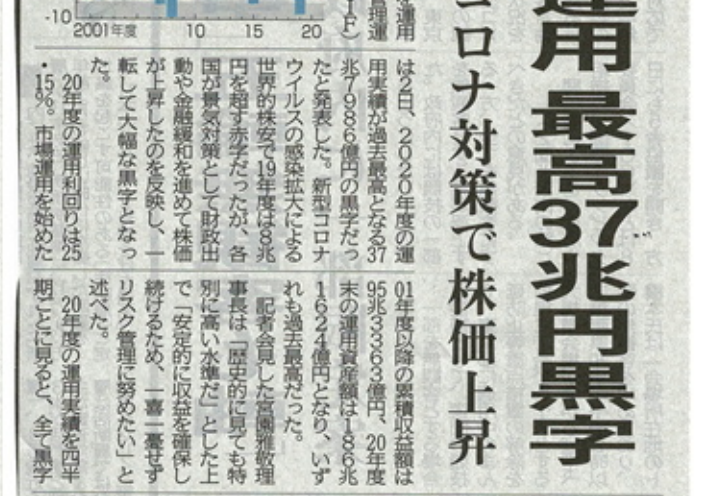 運用 最高37兆円黒字
コロナ対策で株価上昇
-10
2001年度
10
15
20
は2日、2020年度の運
用実績が過去最高となる37
兆7986億円の黒字だっ
たと発表した。新型コロナ
ウイルスの感染拡大による
世界的株安で19年度は8兆
円を超す赤字だったが、各
国が景気対策として財政出
動や金融緩和を進めて株価
が上昇したのを反映し、一
転して大幅な黒字となっ
た。
20年度の運用利回りは25
・15%。市場運用を始めた
01年度以降の累積収益額は
95兆3363億円、20年度
末の運用資産額は186兆
1624億円となり、いず
れも過去最高だった。
記者会見した宮園雅敬理
事長は「歴史的に見ても特
別に高い水準だ」とした上
で「安定的に収益を確保し
続けるため、一喜一憂せず
リスク管理に努めたい」と
述べた。
20年度の運用実績を四半
期ごとに見ると、全て黒字